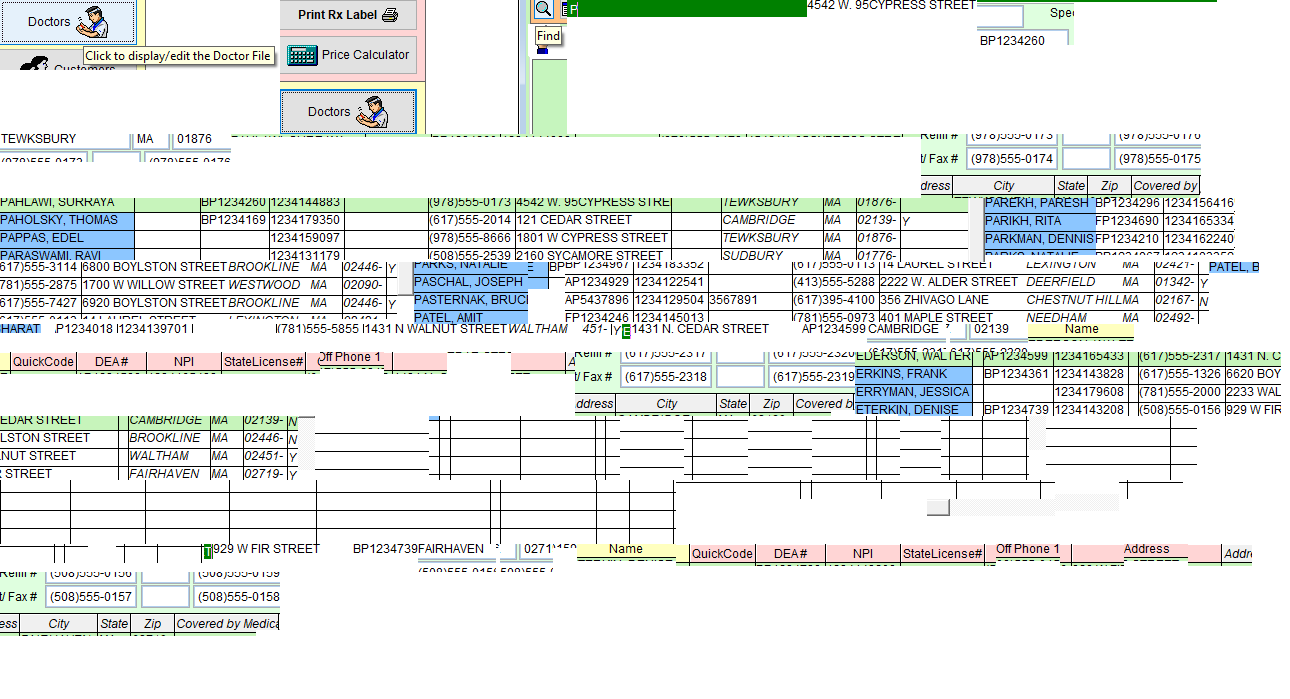 Doctors
Click to display/edit the Doctor File
Customers
Print Rx Label
Price Calculator
Doctors
Find
P
4542 W. 95CYPRESS STREET
Spec
BP1234260
TEWKSBURY MA 01876
(978)555-0173 (978)555-0176
Refill # (978)555-0173 (978)555-0176
t/ Fax # (978)555-0174 (978)555-0175
dress City State Zip Covered by
PAHLAWI, SURRAYA BP1234260 1234144883 (978)555-0173 4542 W. 95CYPRESS STRE TEWKSBURY MA 01876-
PAHOLSKY, THOMAS BP1234169 1234179350 (617)555-2014 121 CEDAR STREET CAMBRIDGE MA 02139- Y
PAPPAS, EDEL 1234159097 (978)555-8666 1801 W CYPRESS STREET TEWKSBURY MA 01876-
PARASWAMI, RAVI 1234131179 (508)555-2539 2160 SYCAMORE STREET SUDBURY MA 01776-
PAREKH, PARESH BP1234296 1234156416
PARIKH, RITA FP1234690 1234165334
PARKMAN, DENNIS FP1234210 1234162240
617)555-3114 6800 BOYLSTON STREET BROOKLINE MA 02446- Y
781)555-2875 1700 W WILLOW STREET WESTWOOD MA 02090-
617)555-7427 6920 BOYLSTON STREET BROOKLINE MA 02446- Y
PARKS, NATALIE E BP BP1234967 1234183352 (617)555-0113 14 LAUREL STREET LEXINGTON MA 02421- Y
PASCHAL, JOSEPH AP1234929 1234122541 (413)555-5288 2222 W. ALDER STREET DEERFIELD MA 01342- Y
PASTERNAK, BRUC AP5437896 1234129504 3567891 (617)395-4100 356 ZHIVAGO LANE CHESTNUT HILL MA 02167- N
PATEL, AMIT FP1234246 1234145013 (781)555-0973 401 MAPLE STREET NEEDHAM MA 02492-
PATEL, B
HARAT P1234018 1234139701 (781)555-5855 1431 N WALNUT STREET WALTHAM 451- Y
E 1431 N. CEDAR STREET AP1234599 CAMBRIDGE 02139
Name
QuickCode DEA# NPI StateLicense# Off Phone 1
Refill # (617)555-2317 (617)555-2320
t/ Fax # (617)555-2318 (617)555-2319
ddress City State Zip Covered b
EDERSON, WALTER AP1234599 1234165433 (617)555-2317 1431 N. C
ERKINS, FRANK BP1234361 1234143828 (617)555-1326 6620 BOY
ERRYMAN, JESSICA 1234179608 (781)555-2000 2233 WAL
ETERKIN, DENISE BP1234739 1234143208 (508)555-0156 929 W FIR
EDAR STREET CAMBRIDGE MA 02139- N
LSTON STREET BROOKLINE MA 02446- Y
NUT STREET WALTHAM MA 02451- Y
R STREET FAIRHAVEN MA 02719- Y
T 929 W FIR STREET BP1234739 FAIRHAVEN
Name QuickCode DEA# NPI StateLicense# Off Phone 1 Address Addre
Refill # (508)555-0156 (508)555-0159
t/ Fax # (508)555-0157 (508)555-0158
ess City State Zip Covered by Medica